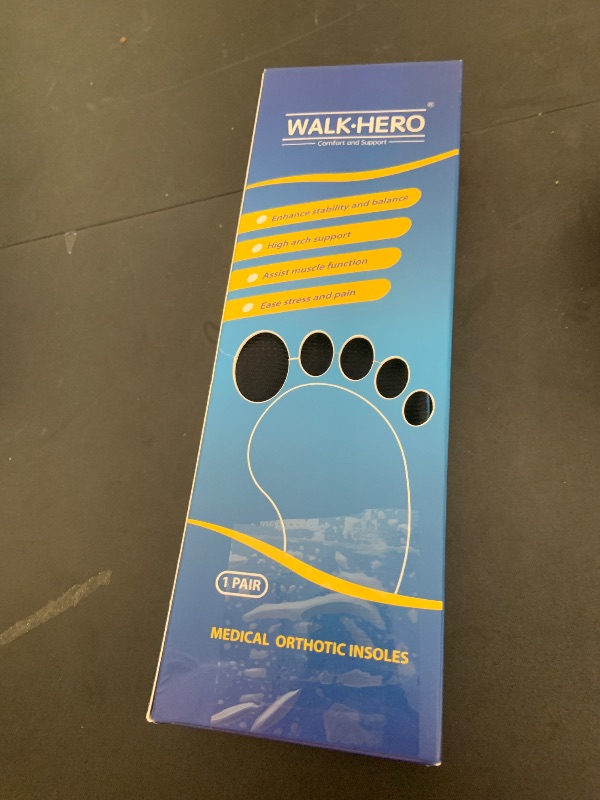 WALK·HERO®
Comfort and Support
Enhance stability and balance
High arch support
Assist muscle function
Ease stress and pain
1 PAIR
MEDICAL ORTHOTIC INSOLES